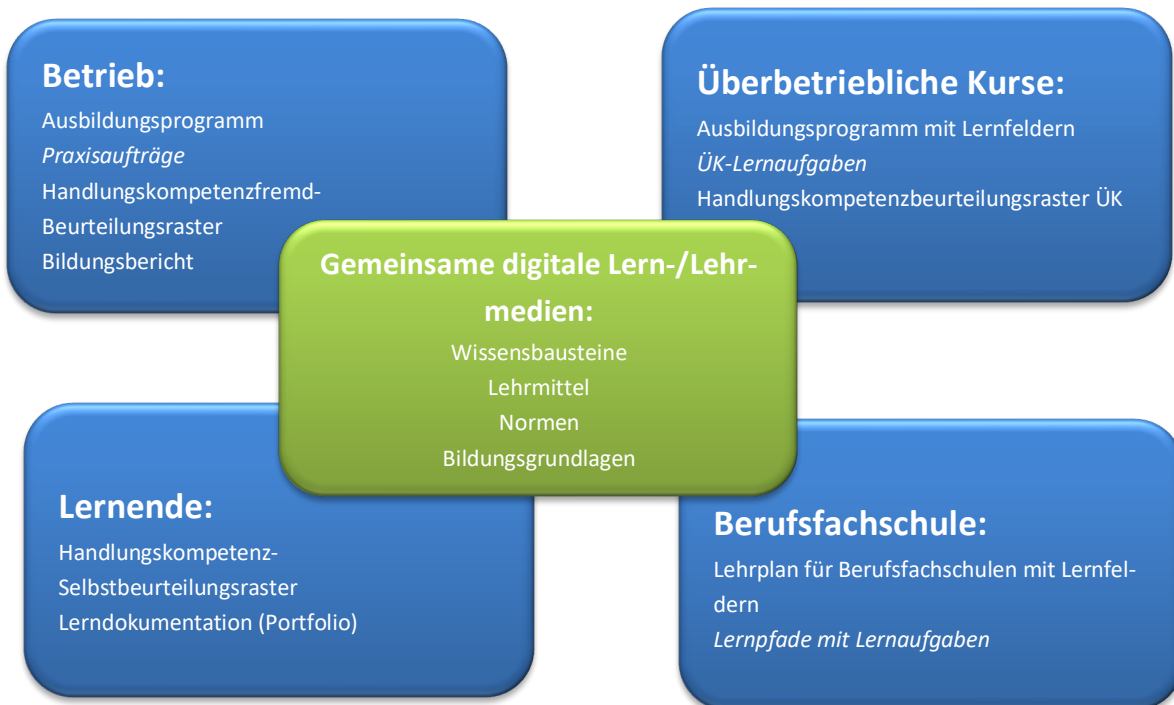 Betrieb:
Ausbildungsprogramm
Praxisaufträge
Handlungskompetenzfremd-
Beurteilungsraster
Bildungsbericht
Überbetriebliche Kurse:
Ausbildungsprogramm mit Lernfeldern
ÜK-Lernaufgaben
Handlungskompetenzbeurteilungsraster ÜK
Gemeinsame digitale Lern-/Lehr-
medien:
Wissensbausteine
Lehrmittel
Normen
Bildungsgrundlagen
Lernende:
Handlungskompetenz-
Selbstbeurteilungsraster
Lerndokumentation (Portfolio)
Berufsfachschule:
Lehrplan für Berufsfachschulen mit Lernfel-
dern
Lernpfade mit Lernaufgaben